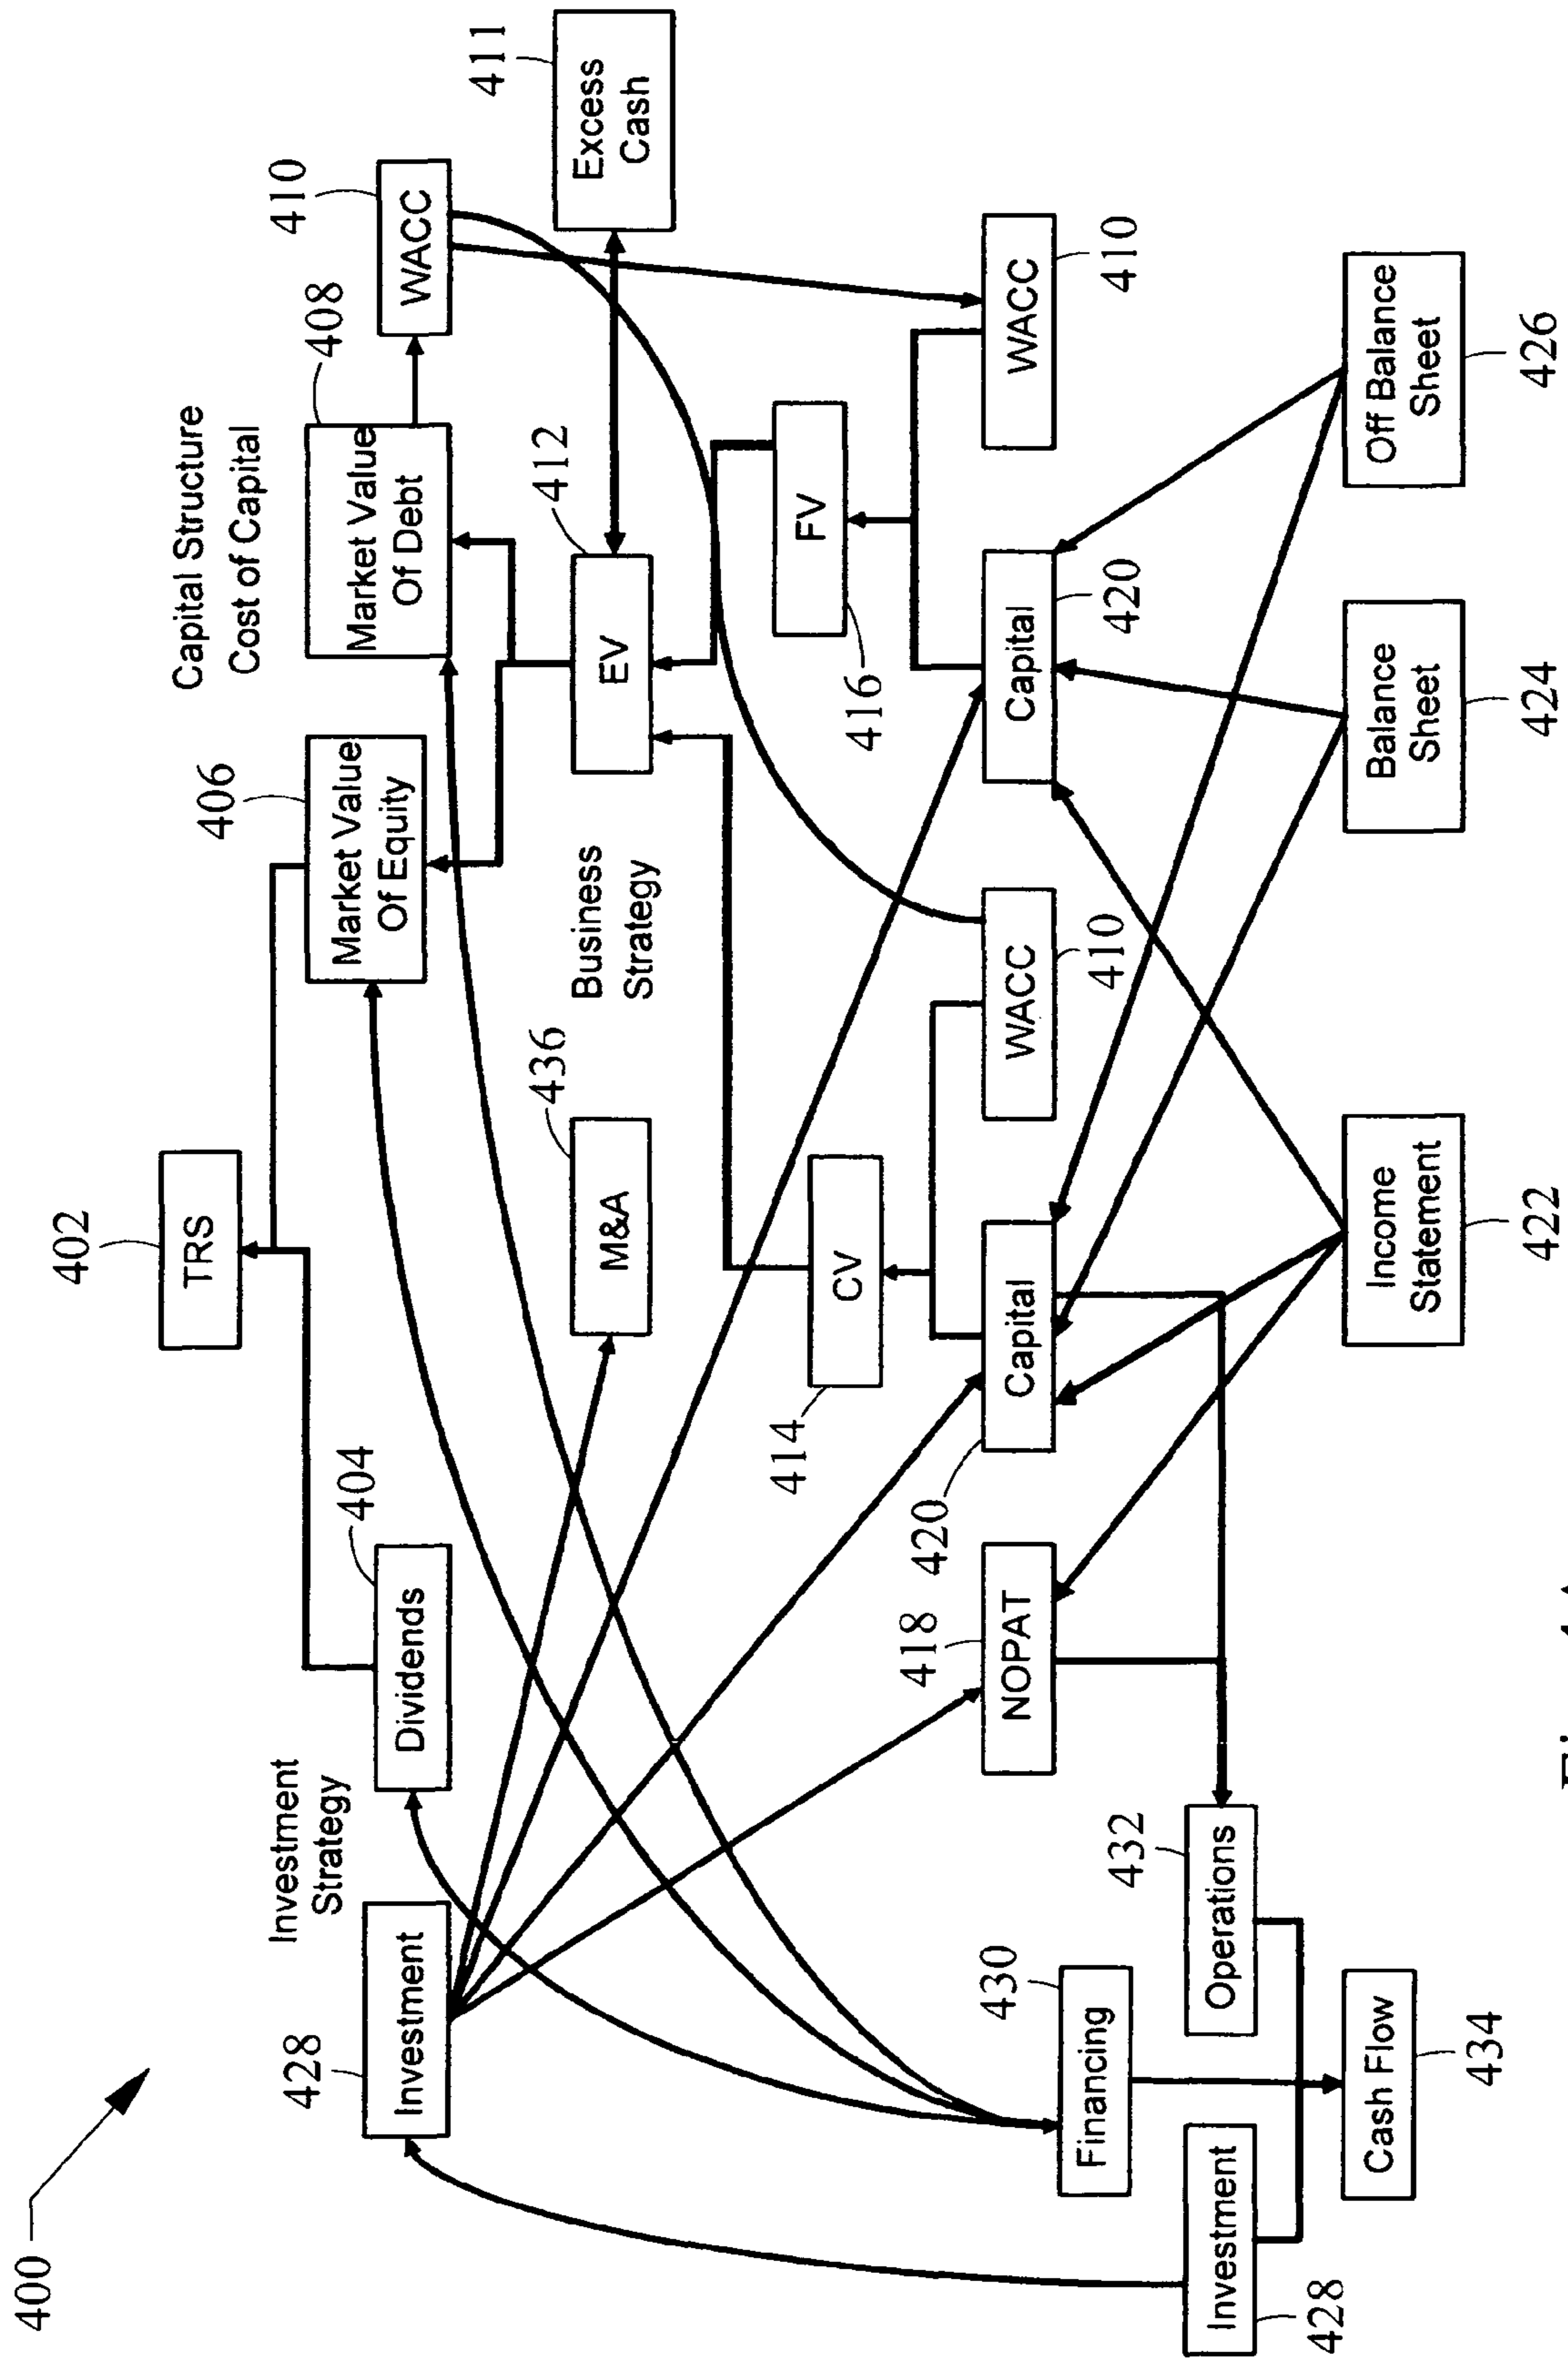 400
402
TRS
Capital Structure
Cost of Capital
Investment
Strategy
428
Investment
404
Dividends
406
Market Value
Of Equity
408
Market Value
Of Debt
410
WACC
411
Excess
Cash
436
M&A
Business
Strategy
412
EV
414
CV
416
FV
418
NOPAT
420
Capital
WACC
410
Capital
420
WACC
410
430
Financing
432
Operations
Investment
428
Cash Flow
434
Income
Statement
422
Balance
Sheet
424
Off Balance
Sheet
426